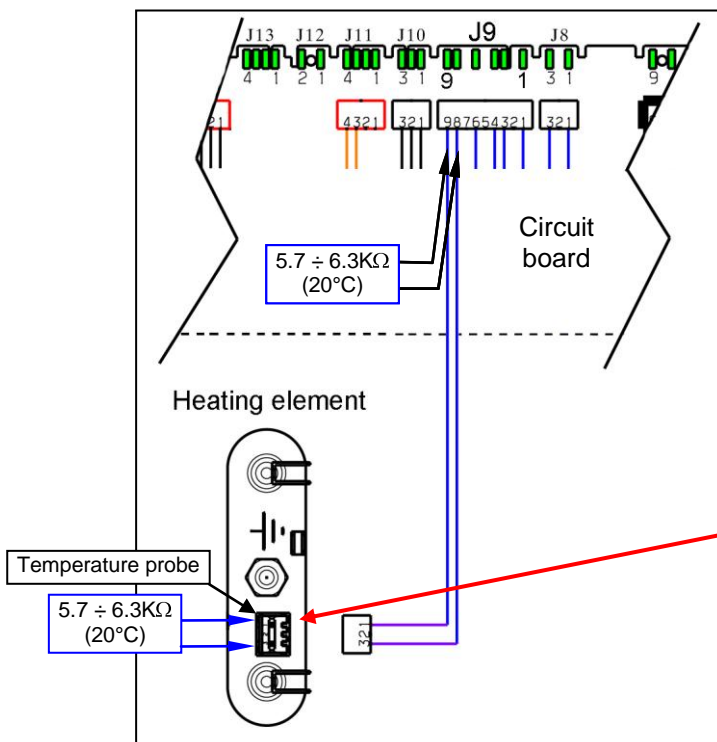 J13 J12 J11 J10 J9 J8
4 1 2 1 4 1 3 1 9 1 3 1 9
21 4321 321 987654321 321
5.7 ÷ 6.3KΩ
(20°C)
Circuit
board
Heating element
Temperature probe
5.7 ÷ 6.3KΩ
(20°C)
321